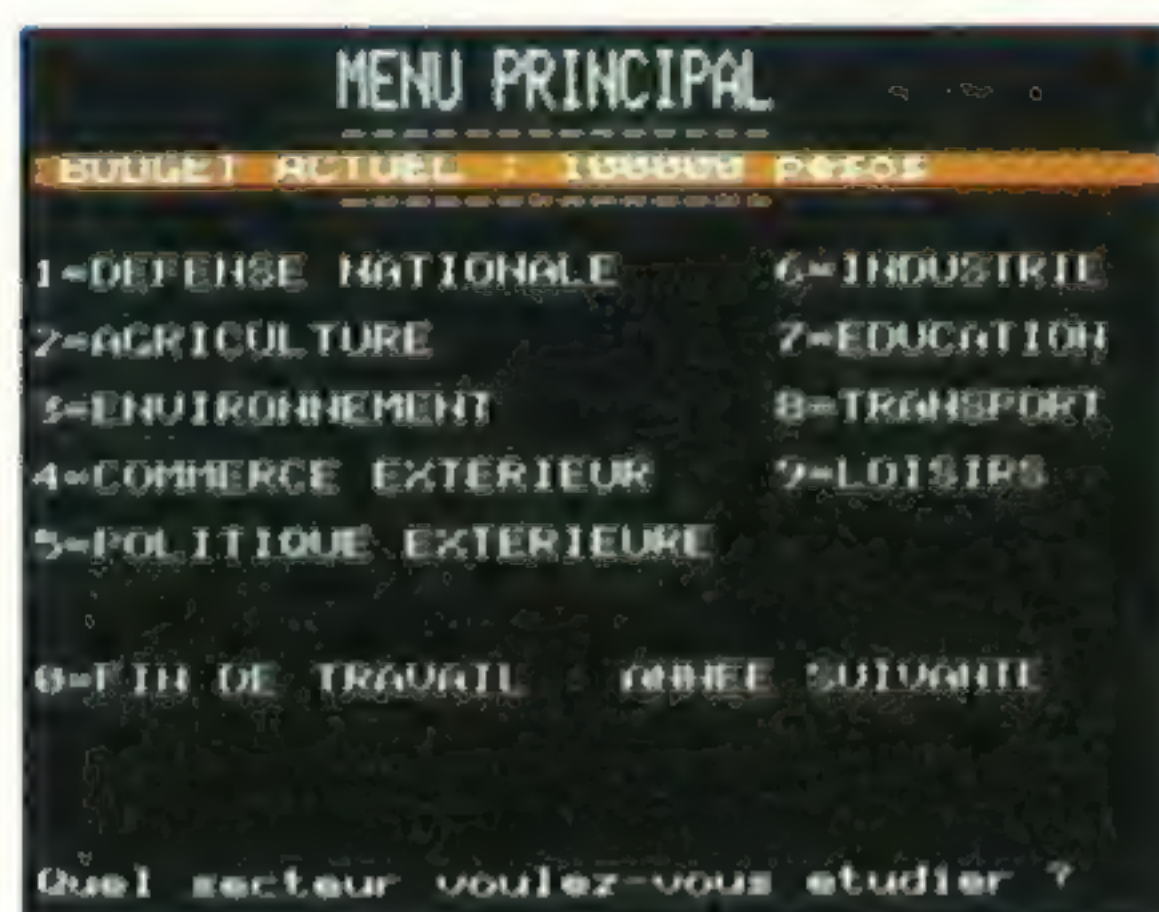 MENU PRINCIPAL
BUDGET ACTUEL : 100000 pesos
1=DEFENSE NATIONALE 6=INDUSTRIE
2=AGRICULTURE 7=EDUCATION
3=ENVIRONNEMENT 8=TRANSPORT
4=COMMERCE EXTERIEUR 9=LOISIRS
5=POLITIQUE EXTERIEURE
0=FIN DE TRAVAIL : ANNEE SUIVANTE
Quel secteur voulez-vous etudier ?